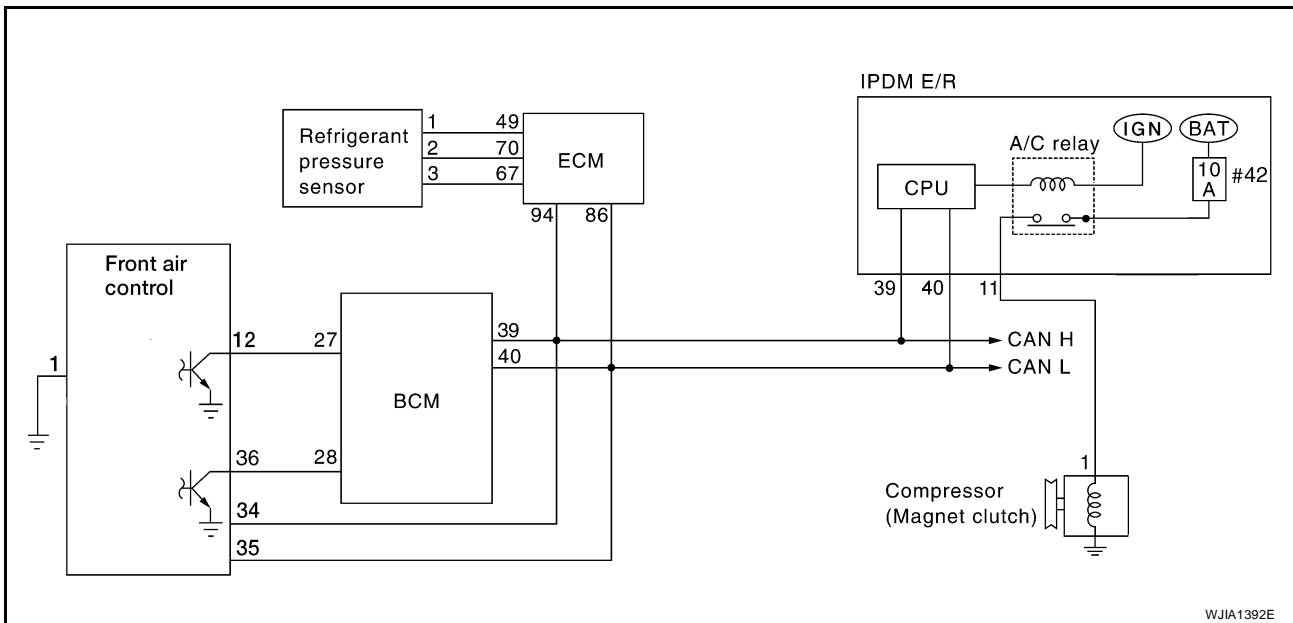 IPDM E/R
IGN BAT
A/C relay
10
A
#42
CPU
Refrigerant
pressure
sensor
1 49
2 70
3 67
ECM
94 86
39 40 11
Front air
control
12 27
1
36 28
34
35
BCM
39
40
CAN H
CAN L
1
Compressor
(Magnet clutch)
WJIA1392E